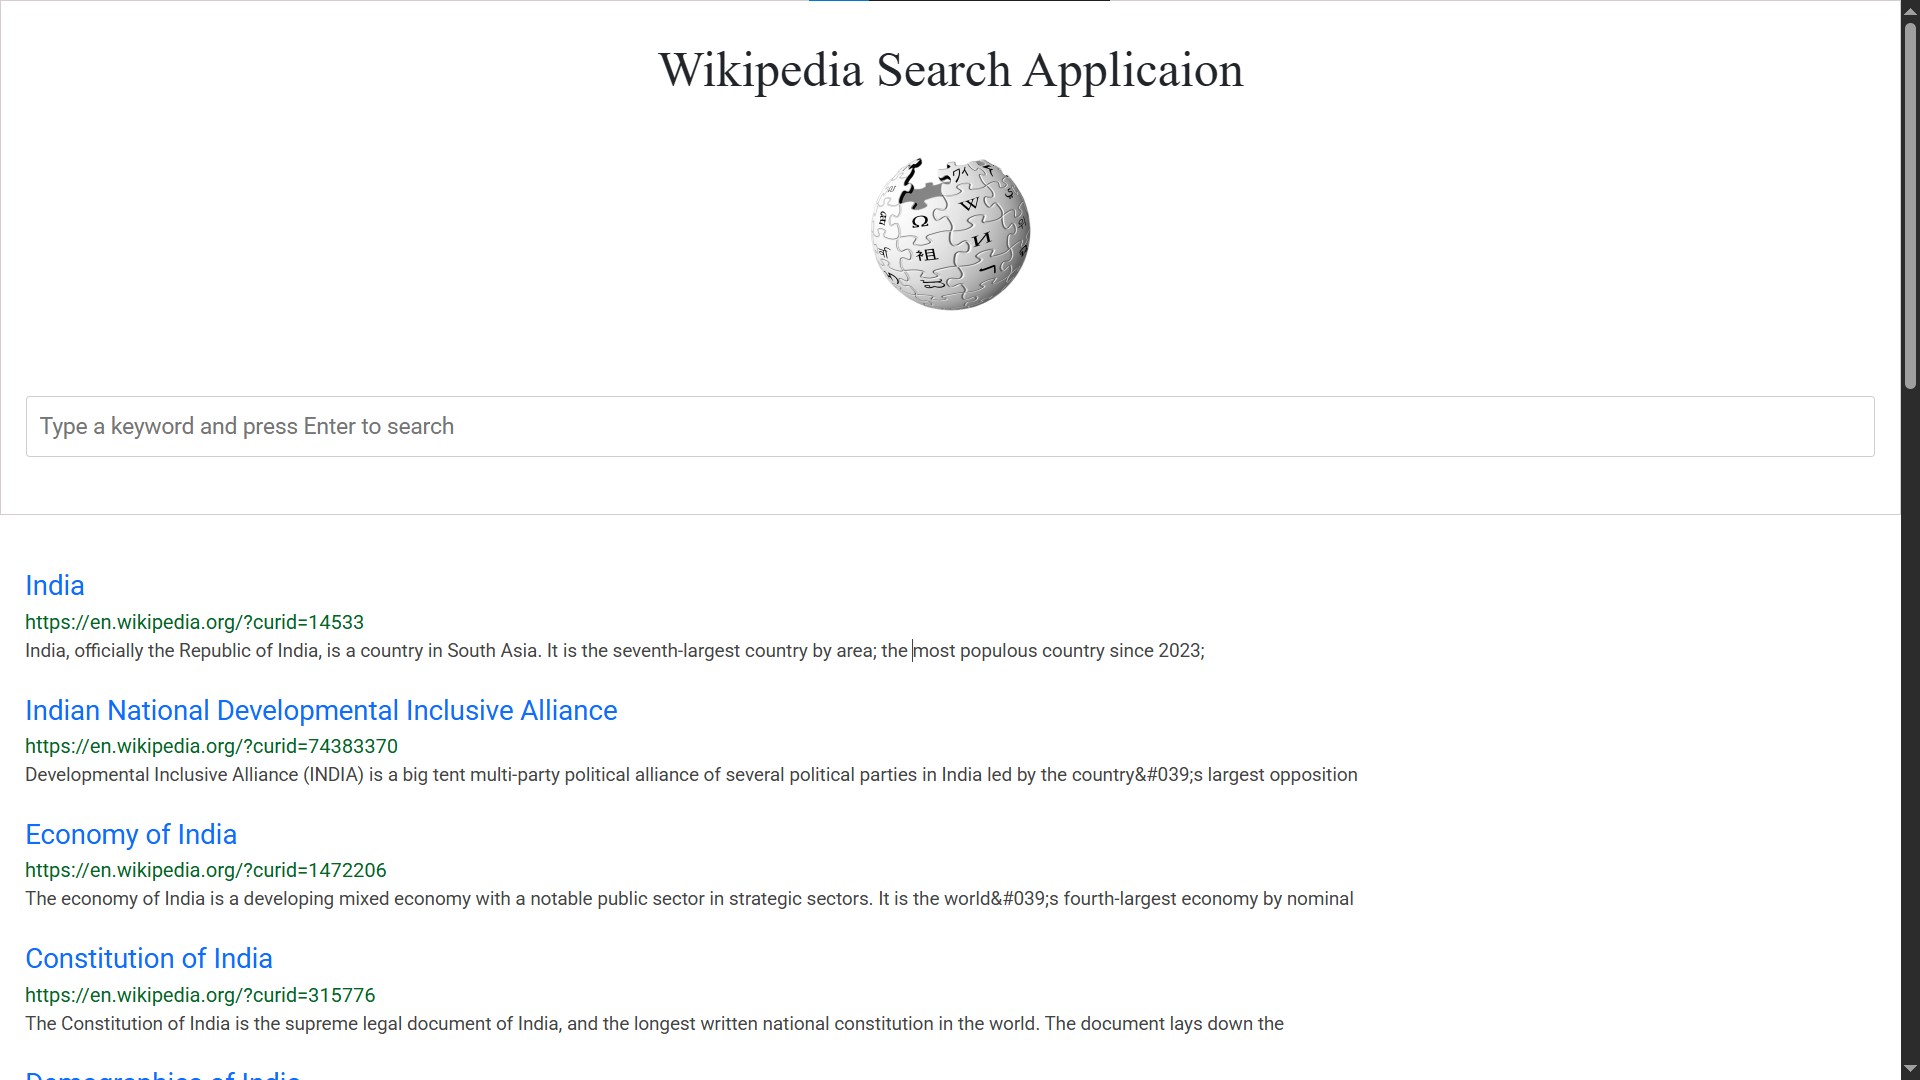 Wikipedia Search Applicaion
Ω W И 祖
Type a keyword and press Enter to search
India
https://en.wikipedia.org/?curid=14533
India, officially the Republic of India, is a country in South Asia. It is the seventh-largest country by area; the most populous country since 2023;
Indian National Developmental Inclusive Alliance
https://en.wikipedia.org/?curid=74383370
Developmental Inclusive Alliance (INDIA) is a big tent multi-party political alliance of several political parties in India led by the country&#039;s largest opposition
Economy of India
https://en.wikipedia.org/?curid=1472206
The economy of India is a developing mixed economy with a notable public sector in strategic sectors. It is the world&#039;s fourth-largest economy by nominal
Constitution of India
https://en.wikipedia.org/?curid=315776
The Constitution of India is the supreme legal document of India, and the longest written national constitution in the world. The document lays down the
Demographics of India